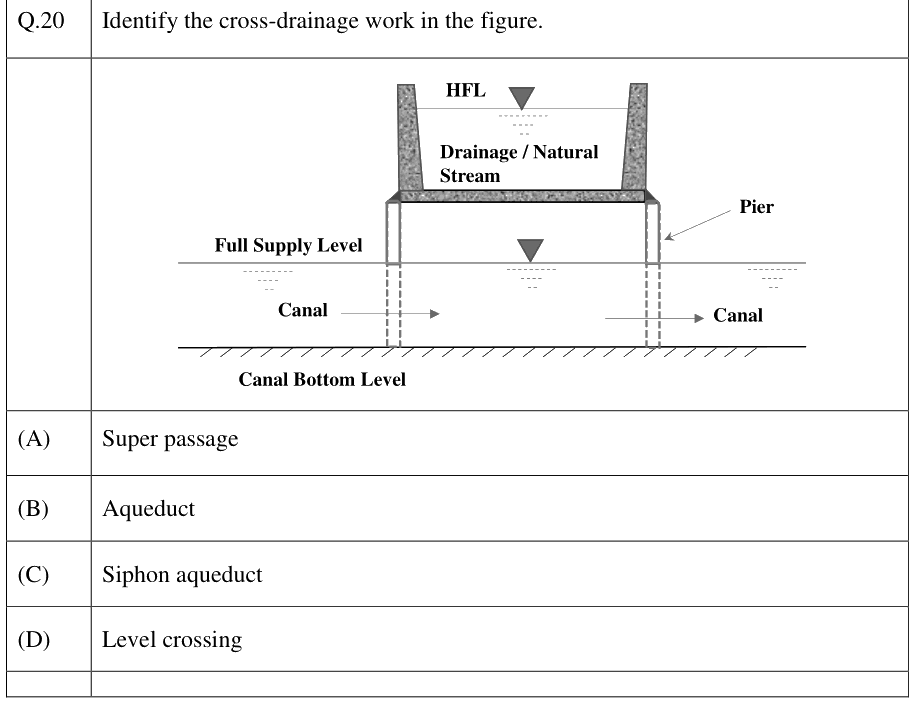 Q.20 Identify the cross-drainage work in the figure.
HFL
Drainage / Natural
Stream
Pier
Full Supply Level
Canal
Canal
Canal Bottom Level
(A) Super passage
(B) Aqueduct
(C) Siphon aqueduct
(D) Level crossing